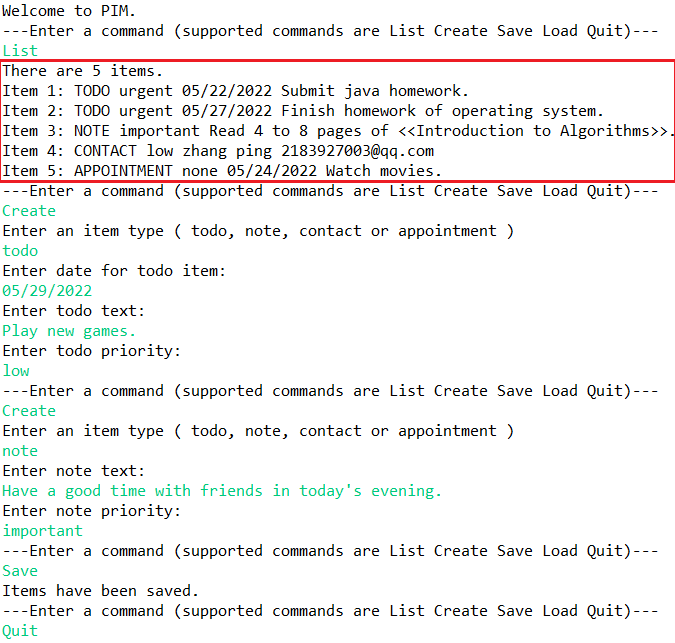 Welcome to PIM.
---Enter a command (supported commands are List Create Save Load Quit)---
List
There are 5 items.
Item 1: TODO urgent 05/22/2022 Submit java homework.
Item 2: TODO urgent 05/27/2022 Finish homework of operating system.
Item 3: NOTE important Read 4 to 8 pages of <<Introduction to Algorithms>>.
Item 4: CONTACT low zhang ping 2183927003@qq.com
Item 5: APPOINTMENT none 05/24/2022 Watch movies.
---Enter a command (supported commands are List Create Save Load Quit)---
Create
Enter an item type ( todo, note, contact or appointment )
todo
Enter date for todo item:
05/29/2022
Enter todo text:
Play new games.
Enter todo priority:
low
---Enter a command (supported commands are List Create Save Load Quit)---
Create
Enter an item type ( todo, note, contact or appointment )
note
Enter note text:
Have a good time with friends in today's evening.
Enter note priority:
important
---Enter a command (supported commands are List Create Save Load Quit)---
Save
Items have been saved.
---Enter a command (supported commands are List Create Save Load Quit)---
Quit